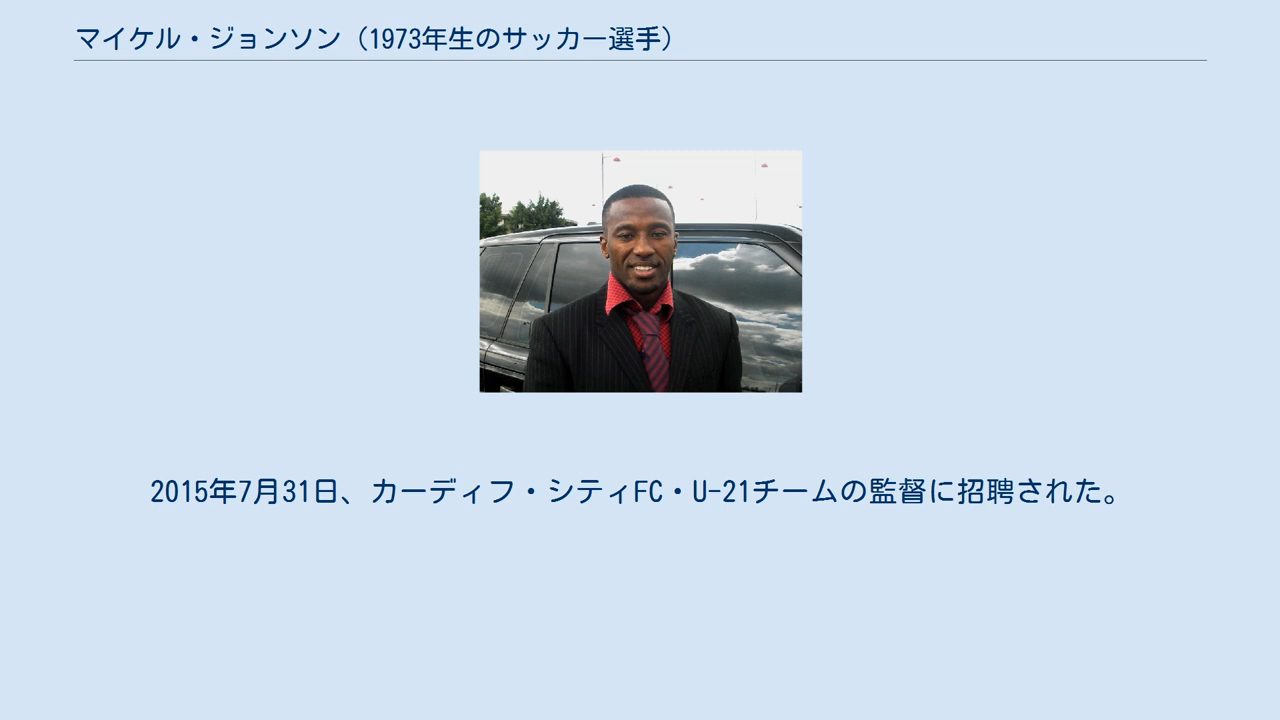 マイケル・ジョンソン（1973年生のサッカー選手）
2015年7月31日、カーディフ・シティFC・U-21チームの監督に招聘された。